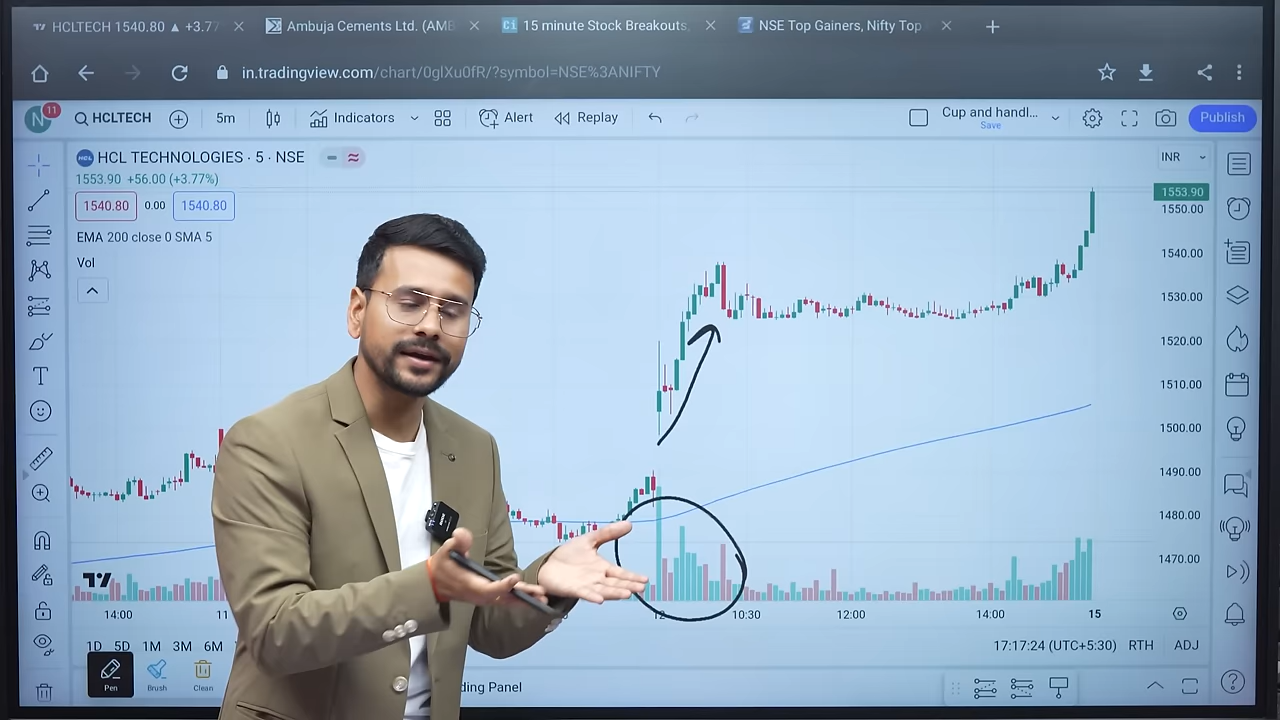 HCLTECH 1540.80 ▲ +3.77
Ambuja Cements Ltd. (AMB
15 minute Stock Breakouts,
NSE Top Gainers, Nifty Top
in.tradingview.com/chart/0glXu0fR/?symbol=NSE%3ANIFTY
N 11
HCLTECH
5m
Indicators
Alert
Replay
Cup and handl...
Save
Publish
HCL TECHNOLOGIES · 5 · NSE
INR
1553.90 +56.00 (+3.77%)
1540.80 0.00 1540.80
EMA 200 close 0 SMA 5
Vol
1553.90
1550.00
1540.00
1530.00
1520.00
1510.00
1500.00
1490.00
1480.00
1470.00
14:00 11 12 10:30 12:00 14:00 15
1D 5D 1M 3M 6M
17:17:24 (UTC+5:30) RTH ADJ
Pen Brush Clean
ding Panel